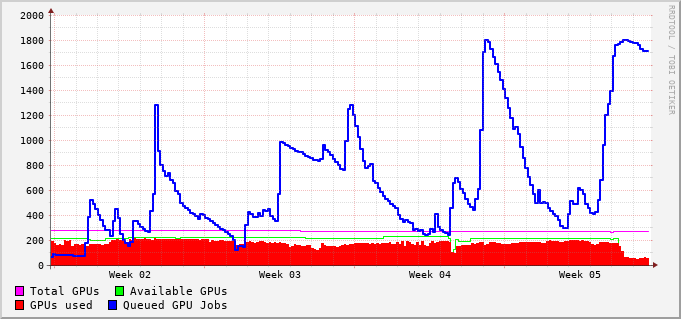 2000
1800
1600
1400
1200
1000
800
600
400
200
0
Week 02 Week 03 Week 04 Week 05
Total GPUs Available GPUs
GPUs used Queued GPU Jobs
RRDTOOL / TOBI OETIKER